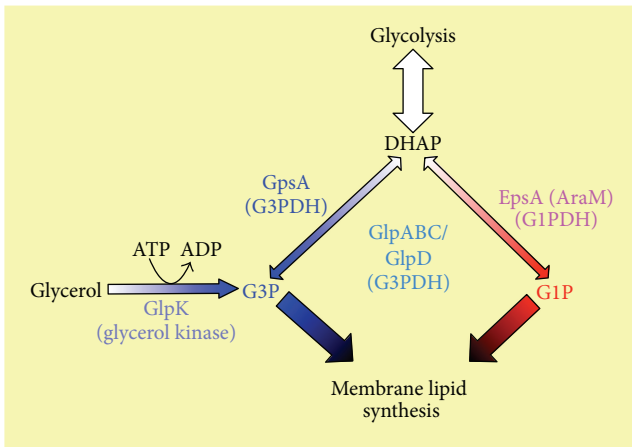 Glycolysis
DHAP
GpsA
(G3PDH)
EpsA (AraM)
(G1PDH)
GlpABC/
GlpD
(G3PDH)
ATP
ADP
Glycerol
G3P
G1P
GlpK
(glycerol kinase)
Membrane lipid
synthesis